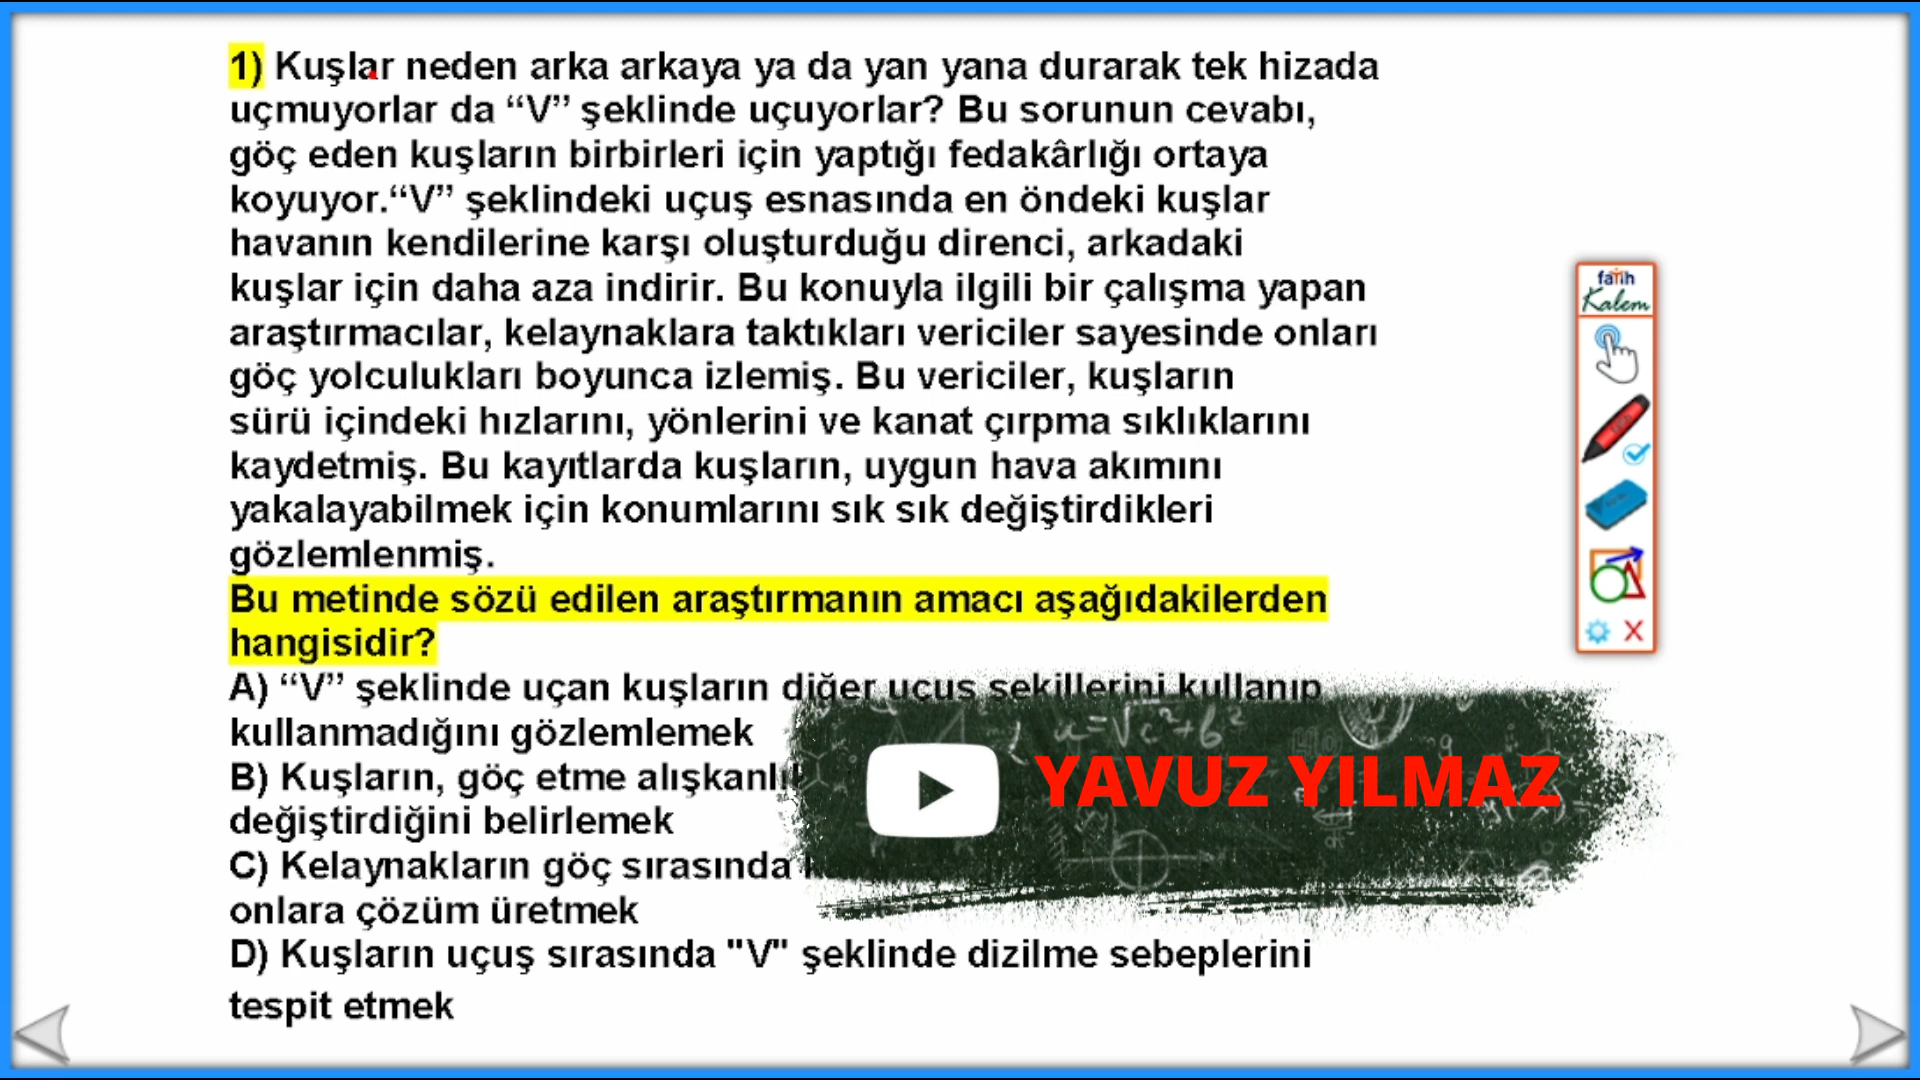 1) Kuşlar neden arka arkaya ya da yan yana durarak tek hizada
uçmuyorlar da “V” şeklinde uçuyorlar? Bu sorunun cevabı,
göç eden kuşların birbirleri için yaptığı fedakârlığı ortaya
koyuyor.“V” şeklindeki uçuş esnasında en öndeki kuşlar
havanın kendilerine karşı oluşturduğu direnci, arkadaki
kuşlar için daha aza indirir. Bu konuyla ilgili bir çalışma yapan
araştırmacılar, kelaynaklara taktıkları vericiler sayesinde onları
göç yolculukları boyunca izlemiş. Bu vericiler, kuşların
sürü içindeki hızlarını, yönlerini ve kanat çırpma sıklıklarını
kaydetmiş. Bu kayıtlarda kuşların, uygun hava akımını
yakalayabilmek için konumlarını sık sık değiştirdikleri
gözlemlenmiş.
Bu metinde sözü edilen araştırmanın amacı aşağıdakilerden
hangisidir?
A) “V” şeklinde uçan kuşların diğer uçuş şekillerini kullanıp
kullanmadığını gözlemlemek
B) Kuşların, göç etme
değiştirdiğini belirlemek
C) Kelaynakların göç sırasında
onlara çözüm üretmek
D) Kuşların uçuş sırasında "V" şeklinde dizilme sebeplerini
tespit etmek
YAVUZ YILMAZ
fatih
Kalem